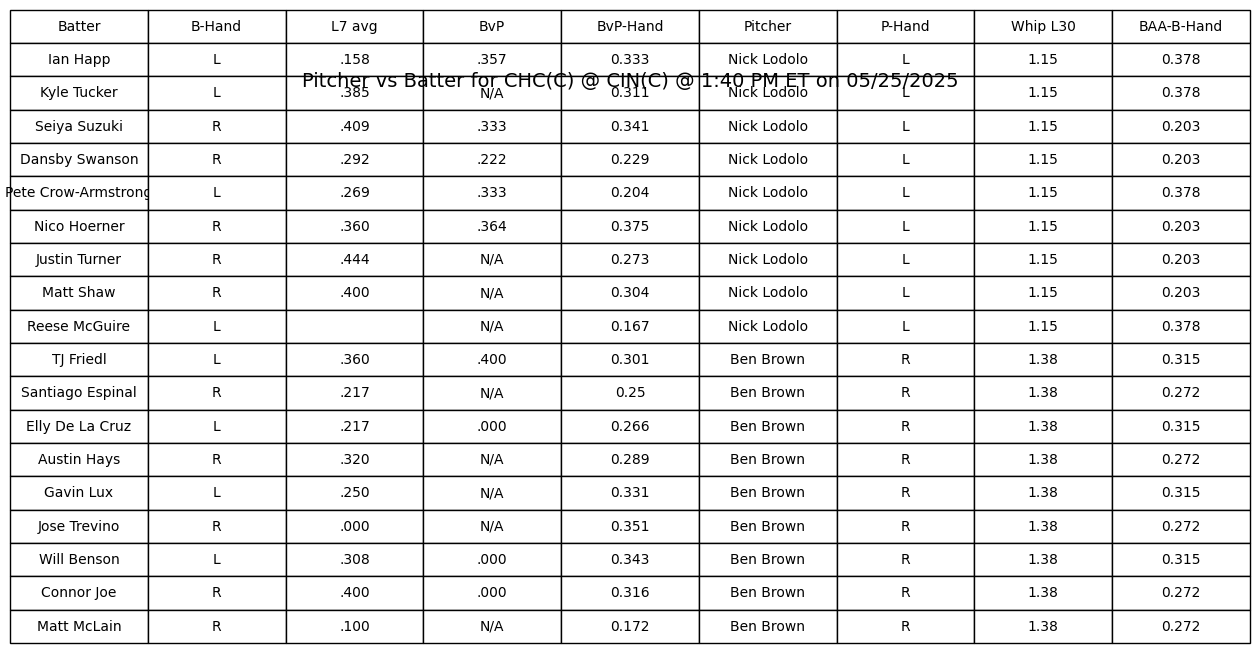 Batter B-Hand L7 avg BvP BvP-Hand Pitcher P-Hand Whip L30 BAA-B-Hand
Ian Happ L .158 .357 0.333 Nick Lodolo L 1.15 0.378
Pitcher vs Batter for CHC(C) @ CIN(C) @ 1:40 PM ET on 05/25/2025
Kyle Tucker L .385 N/A 0.311 Nick Lodolo L 1.15 0.378
Seiya Suzuki R .409 .333 0.341 Nick Lodolo L 1.15 0.203
Dansby Swanson R .292 .222 0.229 Nick Lodolo L 1.15 0.203
Pete Crow-Armstrong L .269 .333 0.204 Nick Lodolo L 1.15 0.378
Nico Hoerner R .360 .364 0.375 Nick Lodolo L 1.15 0.203
Justin Turner R .444 N/A 0.273 Nick Lodolo L 1.15 0.203
Matt Shaw R .400 N/A 0.304 Nick Lodolo L 1.15 0.203
Reese McGuire L N/A 0.167 Nick Lodolo L 1.15 0.378
TJ Friedl L .360 .400 0.301 Ben Brown R 1.38 0.315
Santiago Espinal R .217 N/A 0.25 Ben Brown R 1.38 0.272
Elly De La Cruz L .217 .000 0.266 Ben Brown R 1.38 0.315
Austin Hays R .320 N/A 0.289 Ben Brown R 1.38 0.272
Gavin Lux L .250 N/A 0.331 Ben Brown R 1.38 0.315
Jose Trevino R .000 N/A 0.351 Ben Brown R 1.38 0.272
Will Benson L .308 .000 0.343 Ben Brown R 1.38 0.315
Connor Joe R .400 .000 0.316 Ben Brown R 1.38 0.272
Matt McLain R .100 N/A 0.172 Ben Brown R 1.38 0.272